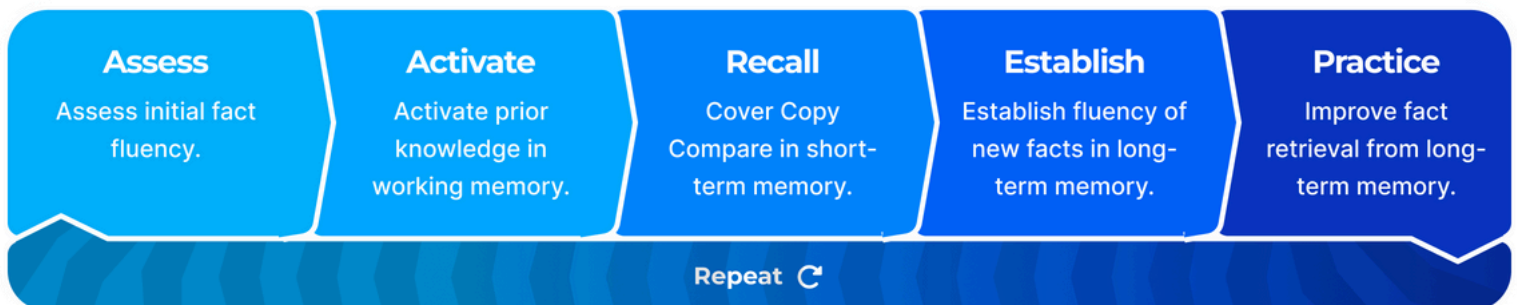 Assess
Assess initial fact
fluency.
Activate
Activate prior
knowledge in
working memory.
Recall
Cover Copy
Compare in short-
term memory.
Establish
Establish fluency of
new facts in long-
term memory.
Practice
Improve fact
retrieval from long-
term memory.
Repeat